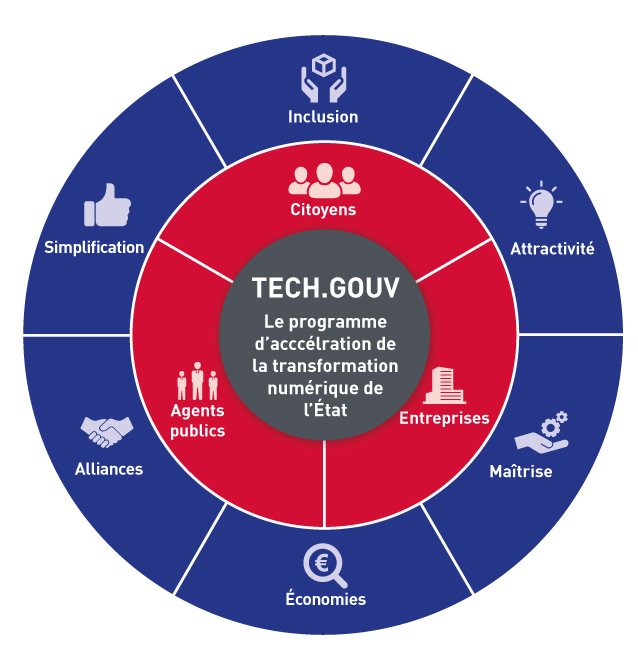 Inclusion
Simplification
Attractivité
Citoyens
TECH.GOUV
Le programme
d'acccélration de
la transformation
numérique de
l'État
Agents
publics
Entreprises
Alliances
Maîtrise
Économies